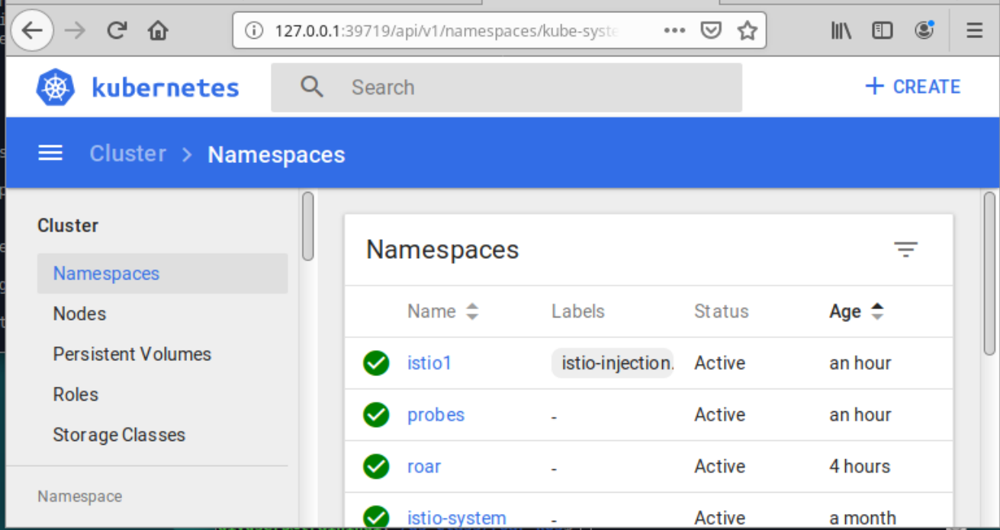 127.0.0.1:39719/api/v1/namespaces/kube-syste
kubernetes
Search
+ CREATE
Cluster > Namespaces
Cluster
Namespaces
Nodes
Persistent Volumes
Roles
Storage Classes
Namespace
Namespaces
Name Labels Status Age
istio1 istio-injection. Active an hour
probes - Active an hour
roar - Active 4 hours
istio-system - Active a month